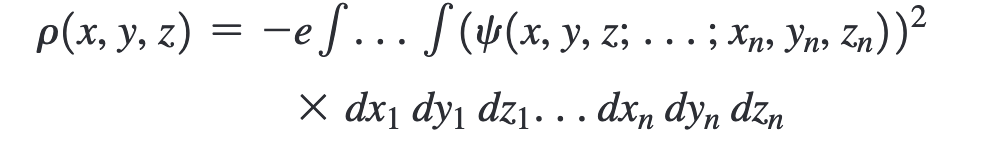 ρ(x, y, z) = −e∫ . . . ∫(ψ(x, y, z; . . . ; xₙ, yₙ, zₙ))²
× dx₁ dy₁ dz₁. . . dxₙ dyₙ dzₙ